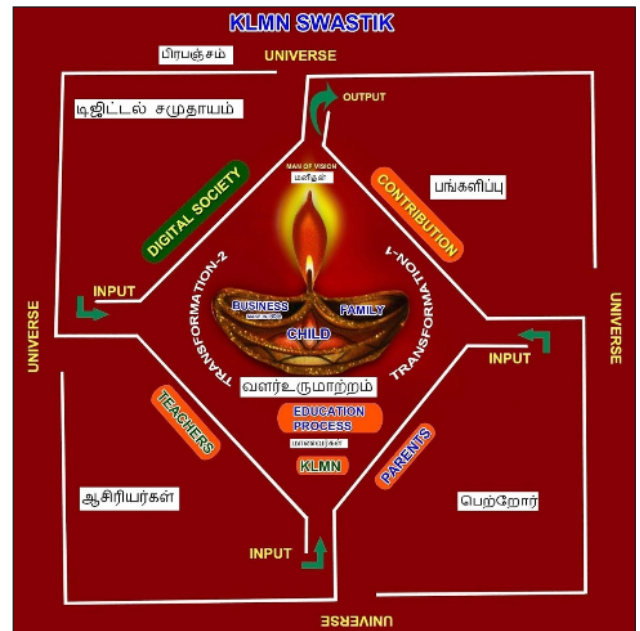 KLMN SWASTIK
பிரபஞ்சம்
UNIVERSE
டிஜிட்டல் சமுதாயம்
OUTPUT
MAN OF VISION
மனிதன்
DIGITAL SOCIETY
CONTRIBUTION
பங்களிப்பு
TRANSFORMATION-2
TRANSFORMATION-1
INPUT
BUSINESS
FAMILY
CHILD
UNIVERSE
UNIVERSE
INPUT
வளர்உருமாற்றம்
EDUCATION
PROCESS
TEACHERS
மாணவர்கள்
PARENTS
KLMN
ஆசிரியர்கள்
பெற்றோர்
INPUT
UNIVERSE